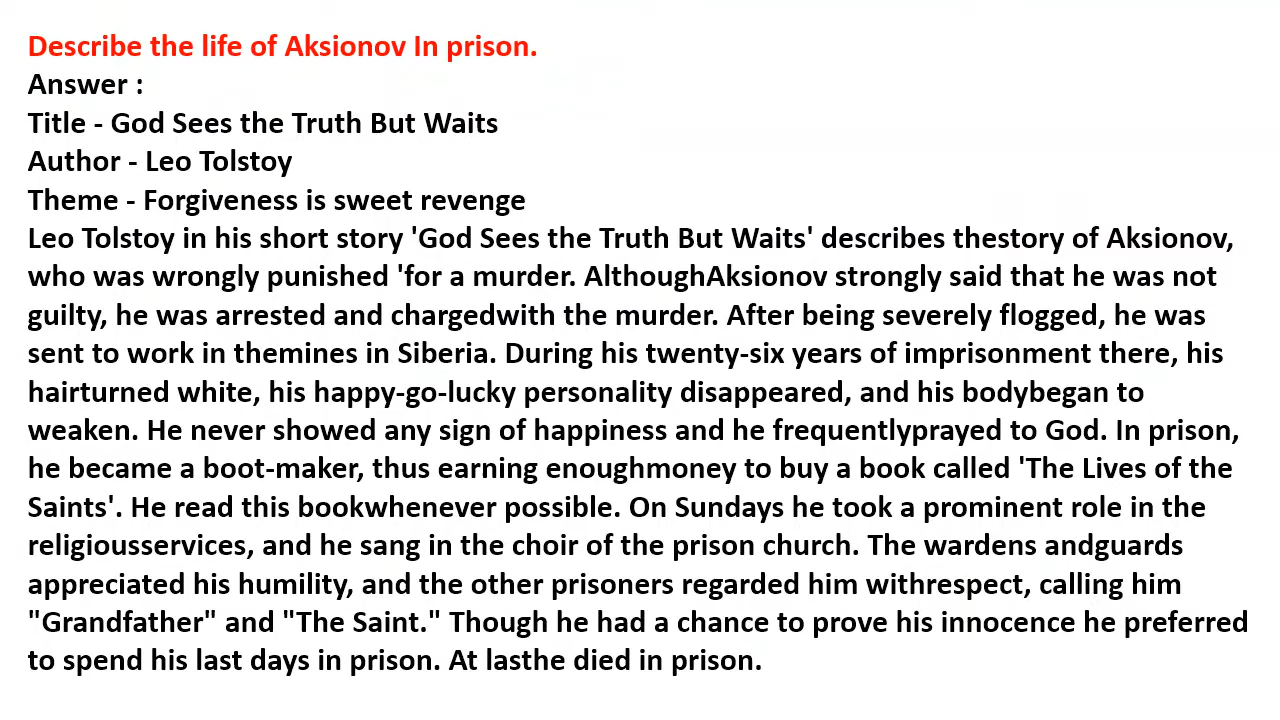 Describe the life of Aksionov In prison.
Answer :
Title - God Sees the Truth But Waits
Author - Leo Tolstoy
Theme - Forgiveness is sweet revenge
Leo Tolstoy in his short story 'God Sees the Truth But Waits' describes thestory of Aksionov,
who was wrongly punished 'for a murder. AlthoughAksionov strongly said that he was not
guilty, he was arrested and chargedwith the murder. After being severely flogged, he was
sent to work in themines in Siberia. During his twenty-six years of imprisonment there, his
hairturned white, his happy-go-lucky personality disappeared, and his bodybegan to
weaken. He never showed any sign of happiness and he frequentlyprayed to God. In prison,
he became a boot-maker, thus earning enoughmoney to buy a book called 'The Lives of the
Saints'. He read this bookwhenever possible. On Sundays he took a prominent role in the
religiousservices, and he sang in the choir of the prison church. The wardens andguards
appreciated his humility, and the other prisoners regarded him withrespect, calling him
"Grandfather" and "The Saint." Though he had a chance to prove his innocence he preferred
to spend his last days in prison. At lasthe died in prison.